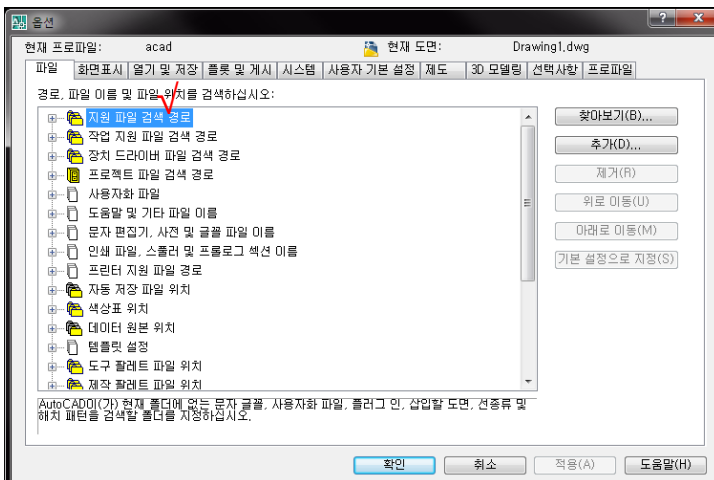 옵션
현재 프로파일: acad 현재 도면: Drawing1.dwg
파일 화면표시 열기 및 저장 플롯 및 게시 시스템 사용자 기본 설정 제도 3D 모델링 선택사항 프로파일
경로, 파일 이름 및 파일 위치를 검색하십시오:
지원 파일 검색 경로
작업 지원 파일 검색 경로
장치 드라이버 파일 검색 경로
프로젝트 파일 검색 경로
사용자화 파일
도움말 및 기타 파일 이름
문자 편집기, 사전 및 글꼴 파일 이름
인쇄 파일, 스풀러 및 프롤로그 섹션 이름
프린터 지원 파일 경로
자동 저장 파일 위치
색상표 위치
데이터 원본 위치
템플릿 설정
도구 팔레트 파일 위치
제작 팔레트 파일 위치
찾아보기(B)...
추가(D)...
제거(R)
위로 이동(U)
아래로 이동(M)
기본 설정으로 지정(S)
AutoCAD이(가) 현재 폴더에 없는 문자 글꼴, 사용자화 파일, 플러그 인, 삽입할 도면, 선종류 및
해치 패턴을 검색할 폴더를 지정하십시오.
확인 취소 적용(A) 도움말(H)